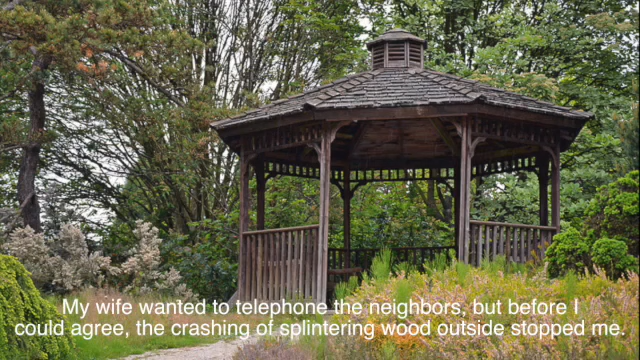 My wife wanted to telephone the neighbors, but before I
could agree, the crashing of splintering wood outside stopped me.